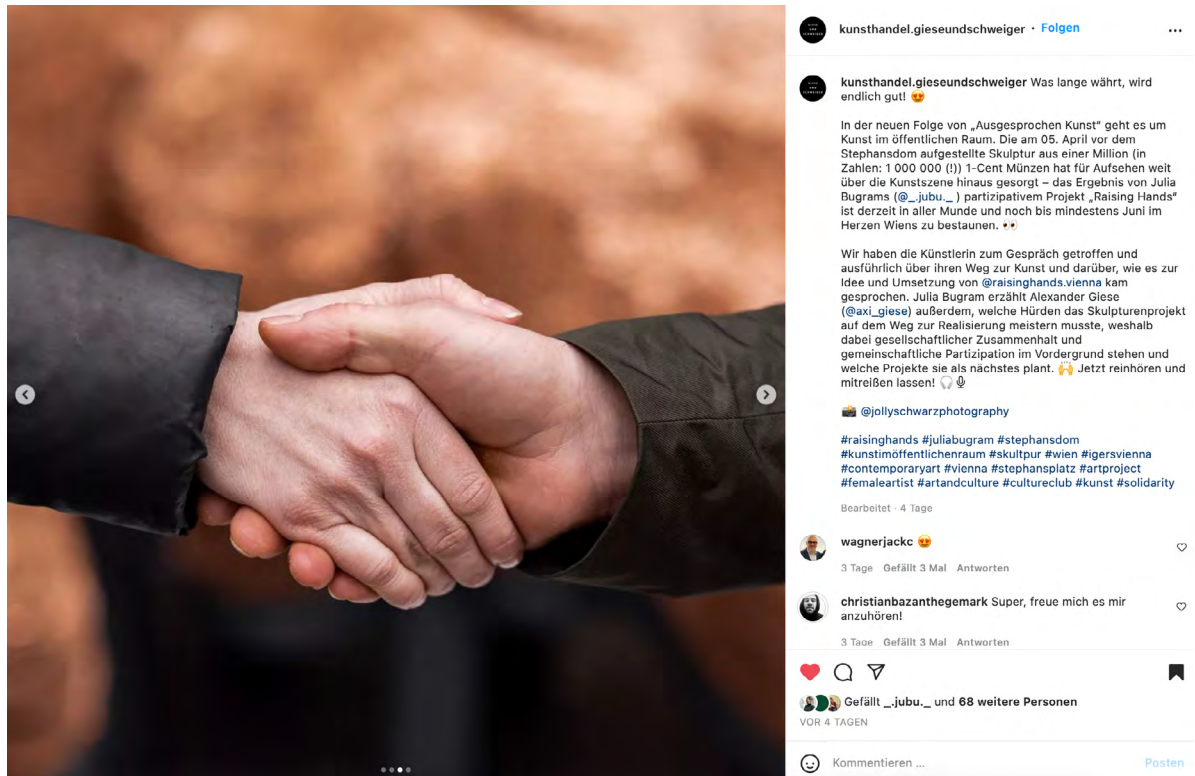 kunsthandel.gieseundschweiger • Folgen
kunsthandel.gieseundschweiger Was lange währt, wird
endlich gut! 😍
In der neuen Folge von „Ausgesprochen Kunst“ geht es um
Kunst im öffentlichen Raum. Die am 05. April vor dem
Stephansdom aufgestellte Skulptur aus einer Million (in
Zahlen: 1 000 000 (!)) 1-Cent Münzen hat für Aufsehen weit
über die Kunstszene hinaus gesorgt – das Ergebnis von Julia
Bugrams (@_.jubu._ ) partizipativem Projekt „Raising Hands“
ist derzeit in aller Munde und noch bis mindestens Juni im
Herzen Wiens zu bestaunen. 👀
Wir haben die Künstlerin zum Gespräch getroffen und
ausführlich über ihren Weg zur Kunst und darüber, wie es zur
Idee und Umsetzung von @raisinghands.vienna kam
gesprochen. Julia Bugram erzählt Alexander Giese
(@axi_giese) außerdem, welche Hürden das Skulpturenprojekt
auf dem Weg zur Realisierung meistern musste, weshalb
dabei gesellschaftlicher Zusammenhalt und
gemeinschaftliche Partizipation im Vordergrund stehen und
welche Projekte sie als nächstes plant. 🙌 Jetzt reinhören und
mitreißen lassen! 🎧🎙
📸 @jollyschwarzphotography
#raisinghands #juliabugram #stephansdom
#kunstimöffentlichenraum #skultpur #wien #igersvienna
#contemporaryart #vienna #stephansplatz #artproject
#femaleartist #artandculture #cultureclub #kunst #solidarity
Bearbeitet · 4 Tage
wagnerjackc 😍
3 Tage Gefällt 3 Mal Antworten
christianbazanthegemark Super, freue mich es mir
anzuhören!
3 Tage Gefällt 3 Mal Antworten
Gefällt _.jubu._ und 68 weitere Personen
VOR 4 TAGEN
Kommentieren ... Posten